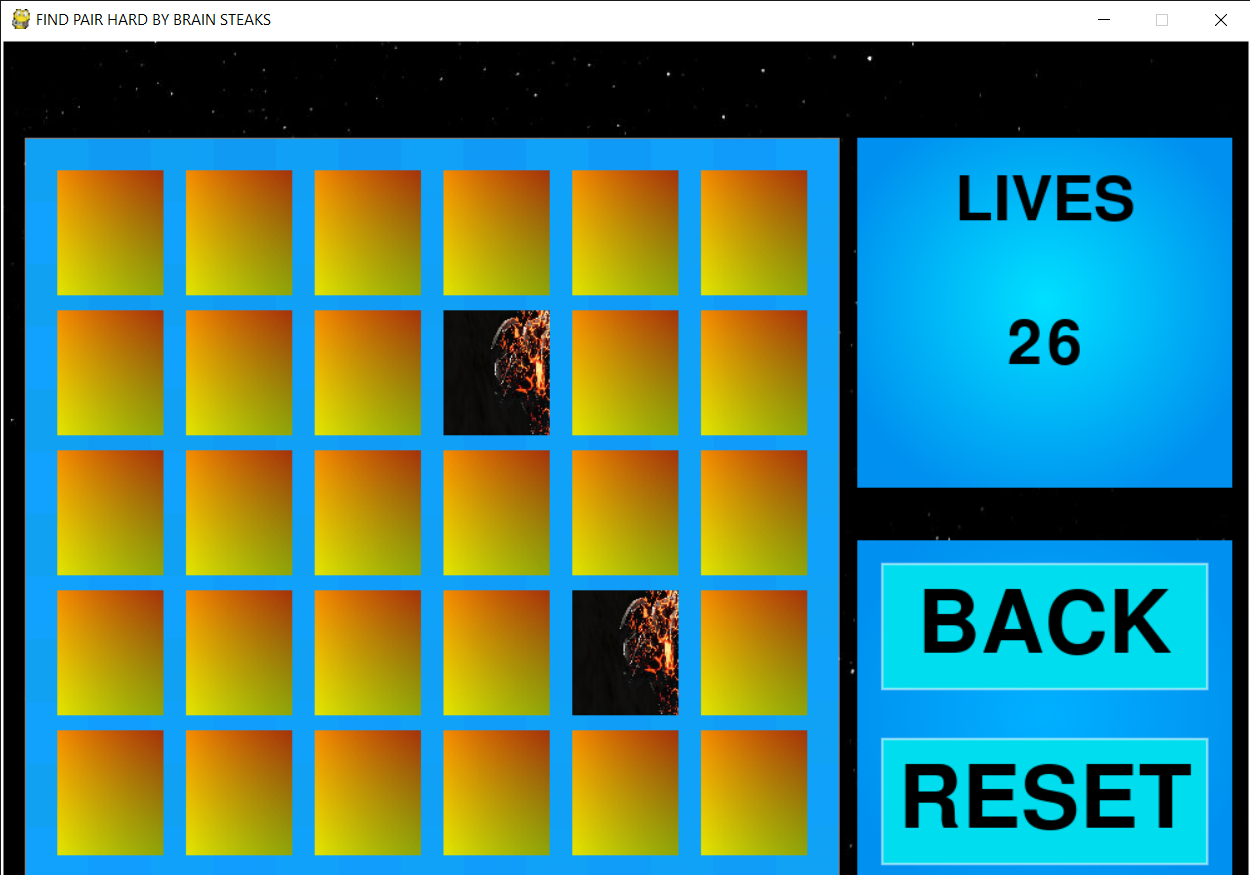 FIND PAIR HARD BY BRAIN STEAKS
LIVES
26
BACK
RESET